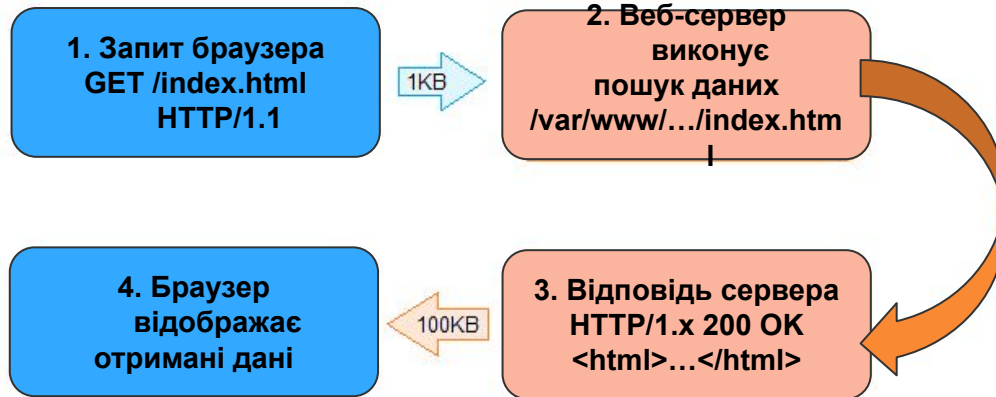 1. Запит браузера
GET /index.html
HTTP/1.1
1KB
2. Веб-сервер
виконує
пошук даних
/var/www/…/index.htm
l
3. Відповідь сервера
HTTP/1.x 200 OK
<html>…</html>
100KB
4. Браузер
відображає
отримані дані